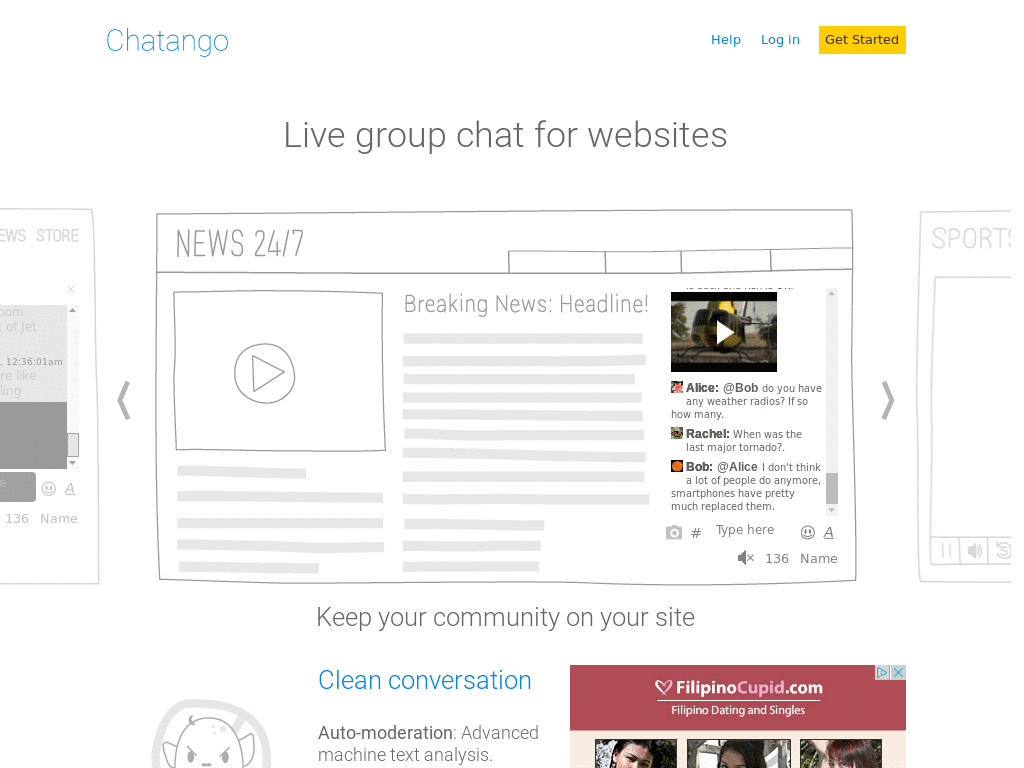 Chatango
Help Log in Get Started
Live group chat for websites
EWS STORE
NEWS 24/7
SPORTS
×
oom
t of Jet
, 12:36:01am
re like
ling
e
A
136 Name
Breaking News: Headline!
Alice: @Bob do you have
any weather radios? If so
how many.
Rachel: When was the
last major tornado?.
Bob: @Alice I don't think
a lot of people do anymore,
smartphones have pretty
much replaced them.
# Type here A
136 Name
Keep your community on your site
Clean conversation
Auto-moderation: Advanced
machine text analysis.
FilipinoCupid.com
Filipino Dating and Singles